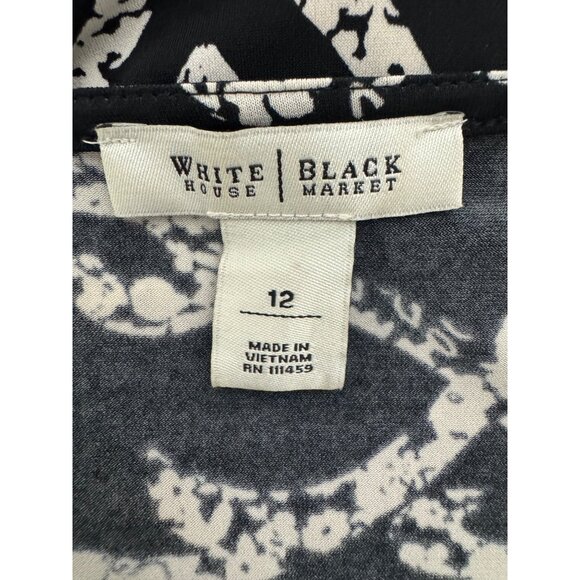 WHITE | BLACK
HOUSE | MARKET
12
MADE IN
VIETNAM
RN 111459